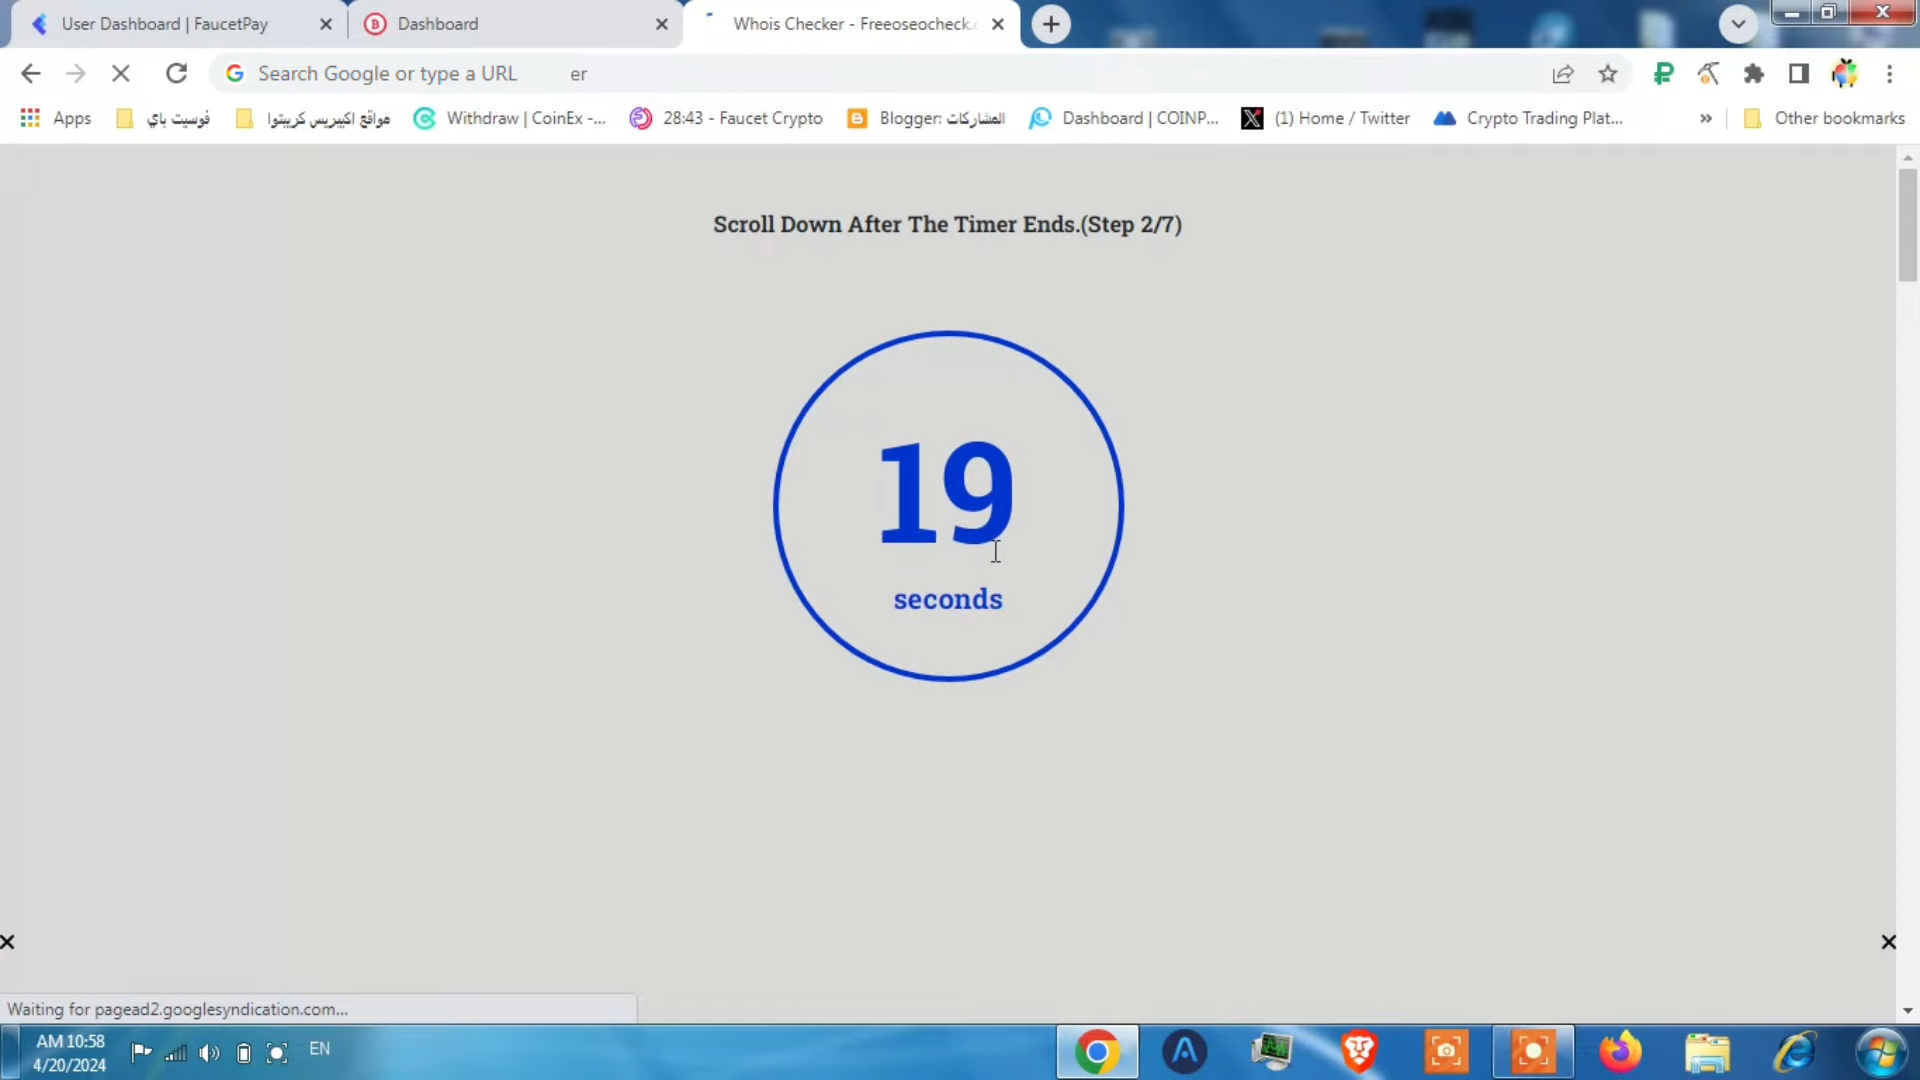 User Dashboard | FaucetPay
Dashboard
Whois Checker - Freeoseocheck.
Search Google or type a URL er
Apps
فوسيت باي
مواقع اكسبريس كريبتوا
Withdraw | CoinEx -...
28:43 - Faucet Crypto
Blogger: المشاركات
Dashboard | COINP...
(1) Home / Twitter
Crypto Trading Plat...
»
Other bookmarks
Scroll Down After The Timer Ends.(Step 2/7)
19
seconds
Waiting for pagead2.googlesyndication.com...
AM 10:58
4/20/2024
EN